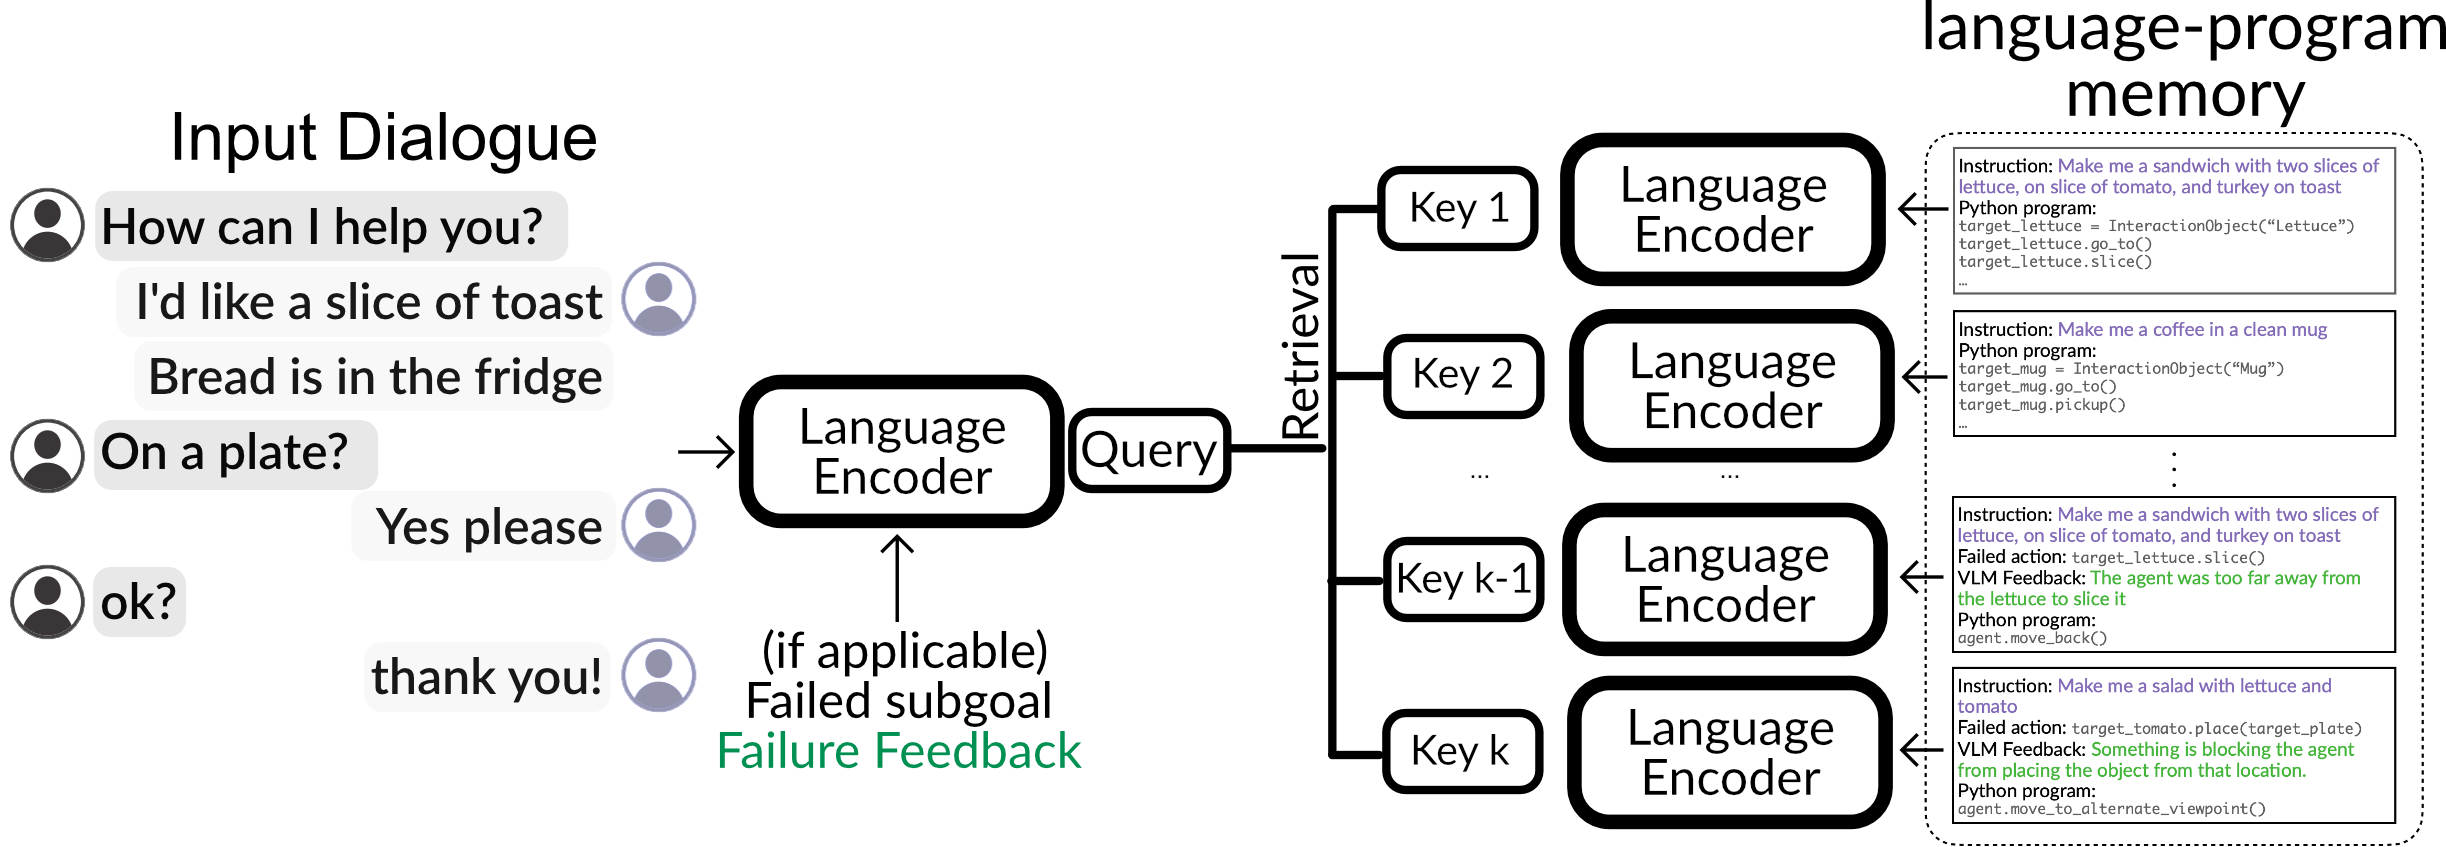 Input Dialogue
How can I help you?
I'd like a slice of toast
Bread is in the fridge
On a plate?
Yes please
ok?
thank you!
Language
Encoder
(if applicable)
Failed subgoal
Failure Feedback
Query
Retrieval
Key 1
Key 2
...
Key k-1
Key k
Language
Encoder
Language
Encoder
...
Language
Encoder
Language
Encoder
language-program
memory
Instruction: Make me a sandwich with two slices of
lettuce, on slice of tomato, and turkey on toast
Python program:
target_lettuce = InteractionObject(“Lettuce”)
target_lettuce.go_to()
target_lettuce.slice()
…
Instruction: Make me a coffee in a clean mug
Python program:
target_mug = InteractionObject(“Mug”)
target_mug.go_to()
target_mug.pickup()
…
Instruction: Make me a sandwich with two slices of
lettuce, on slice of tomato, and turkey on toast
Failed action: target_lettuce.slice()
VLM Feedback: The agent was too far away from
the lettuce to slice it
Python program:
agent.move_back()
Instruction: Make me a salad with lettuce and
tomato
Failed action: target_tomato.place(target_plate)
VLM Feedback: Something is blocking the agent
from placing the object from that location.
Python program:
agent.move_to_alternate_viewpoint()